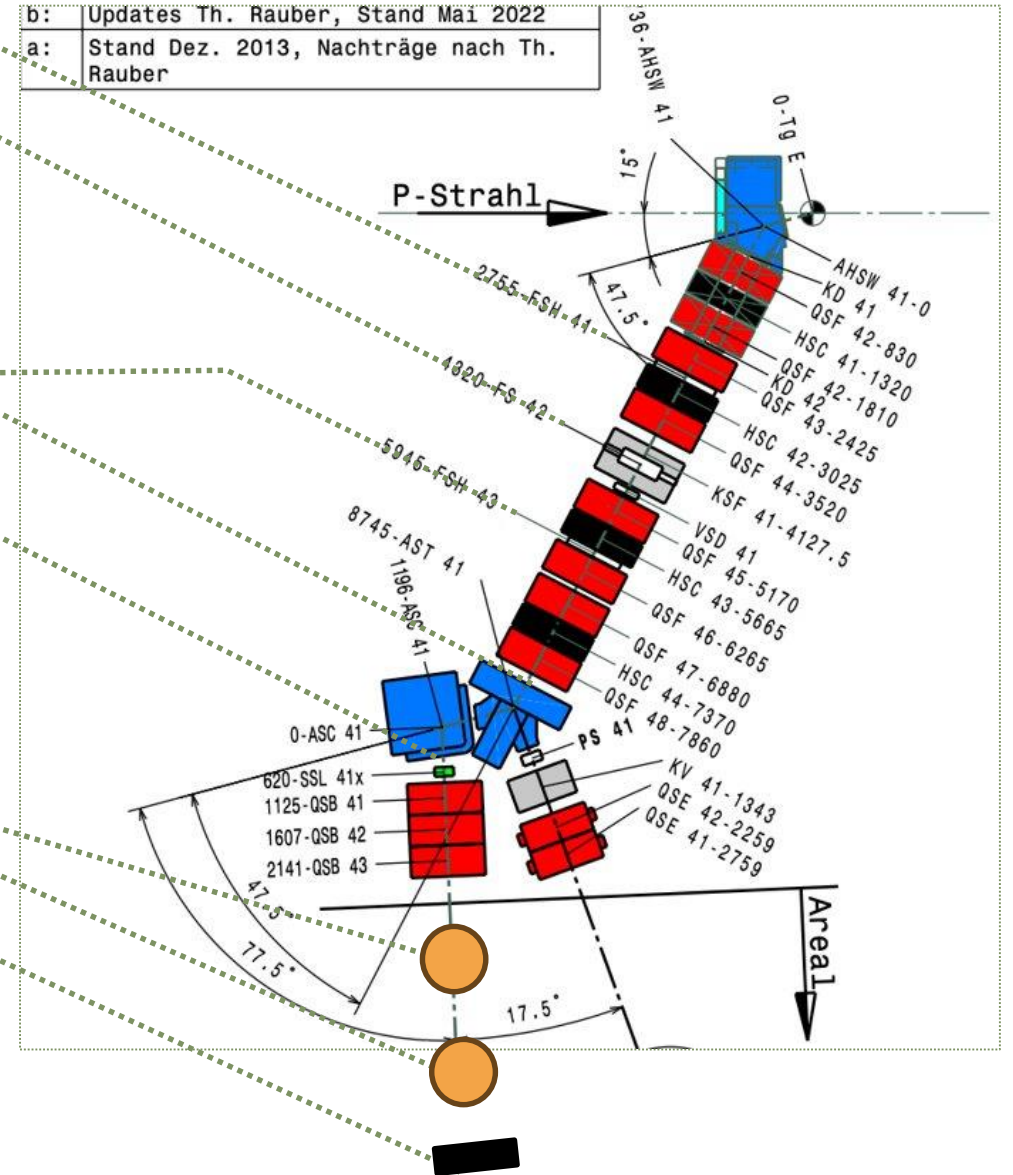 b: Updates Th. Rauber, Stand Mai 2022
a: Stand Dez. 2013, Nachträge nach Th.
Rauber
36-AHSW 41
0-Tg E
15°
P-Strahl
AHSW 41-0
KD 41
QSF 42-830
HSC 41-1320
QSF 42-1810
KD 42
QSF 43-2425
2755-FSH 41
47.5°
HSC 42-3025
QSF 44-3520
4320-FS 42
KSF 41-4127.5
VSD 41
QSF 45-5170
5945-FSH 43
HSC 43-5665
QSF 46-6265
QSF 47-6880
HSC 44-7370
QSF 48-7860
8745-AST 41
1196-ASC 41
0-ASC 41
PS 41
KV 41-1343
QSE 42-2259
QSE 41-2759
620-SSL 41x
1125-QSB 41
1607-QSB 42
2141-QSB 43
47.5°
77.5°
17.5°
Areal